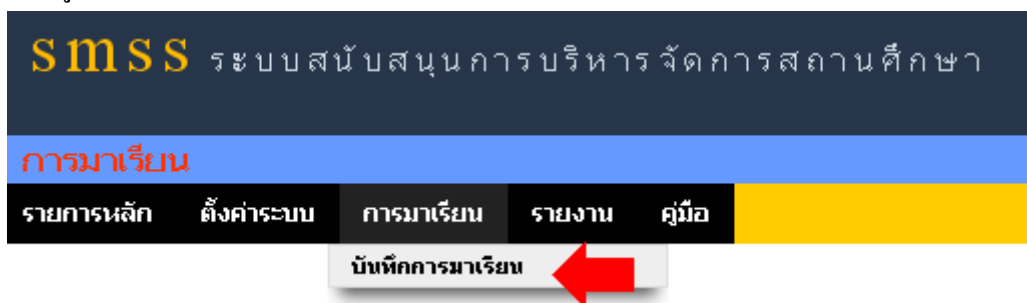 smss ระบบสนับสนุนการบริหารจัดการสถานศึกษา
การมาเรียน
รายการหลัก ตั้งค่าระบบ การมาเรียน รายงาน คู่มือ
บันทึกการมาเรียน